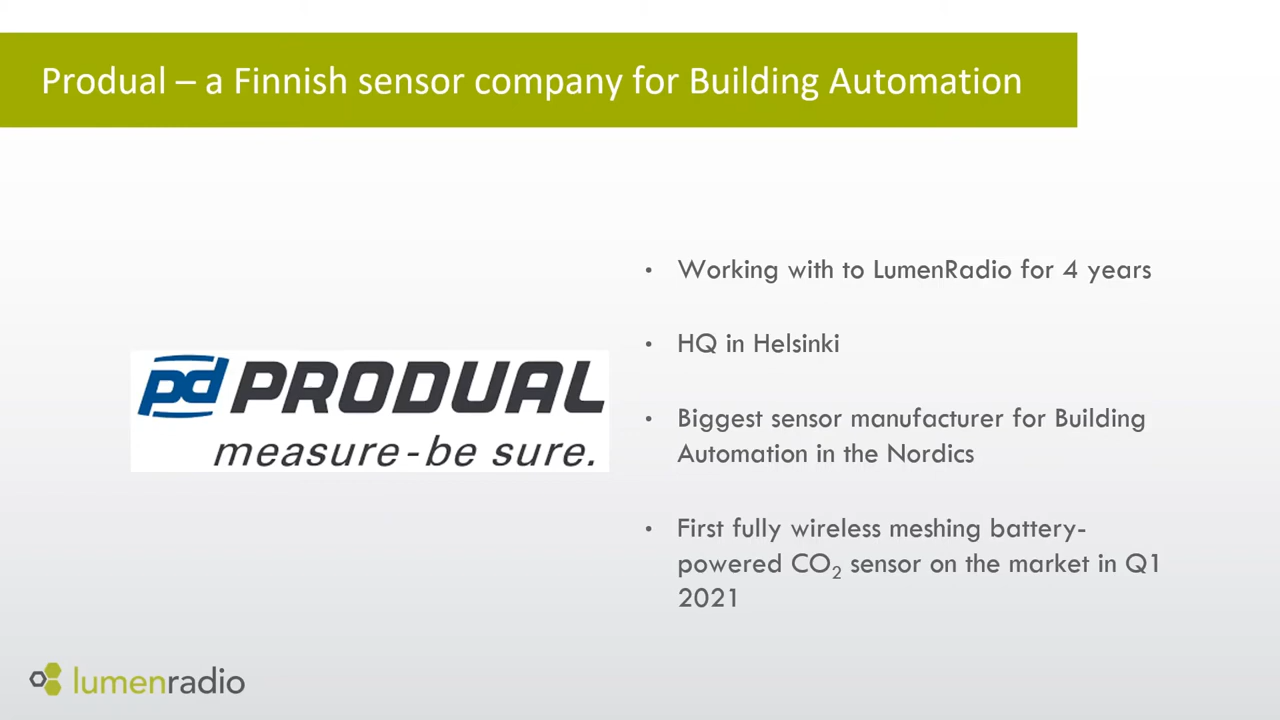 Produal – a Finnish sensor company for Building Automation
• Working with to LumenRadio for 4 years
• HQ in Helsinki
pd PRODUAL
measure-be sure.
• Biggest sensor manufacturer for Building
Automation in the Nordics
• First fully wireless meshing battery-
powered CO₂ sensor on the market in Q1
2021
lumenradio